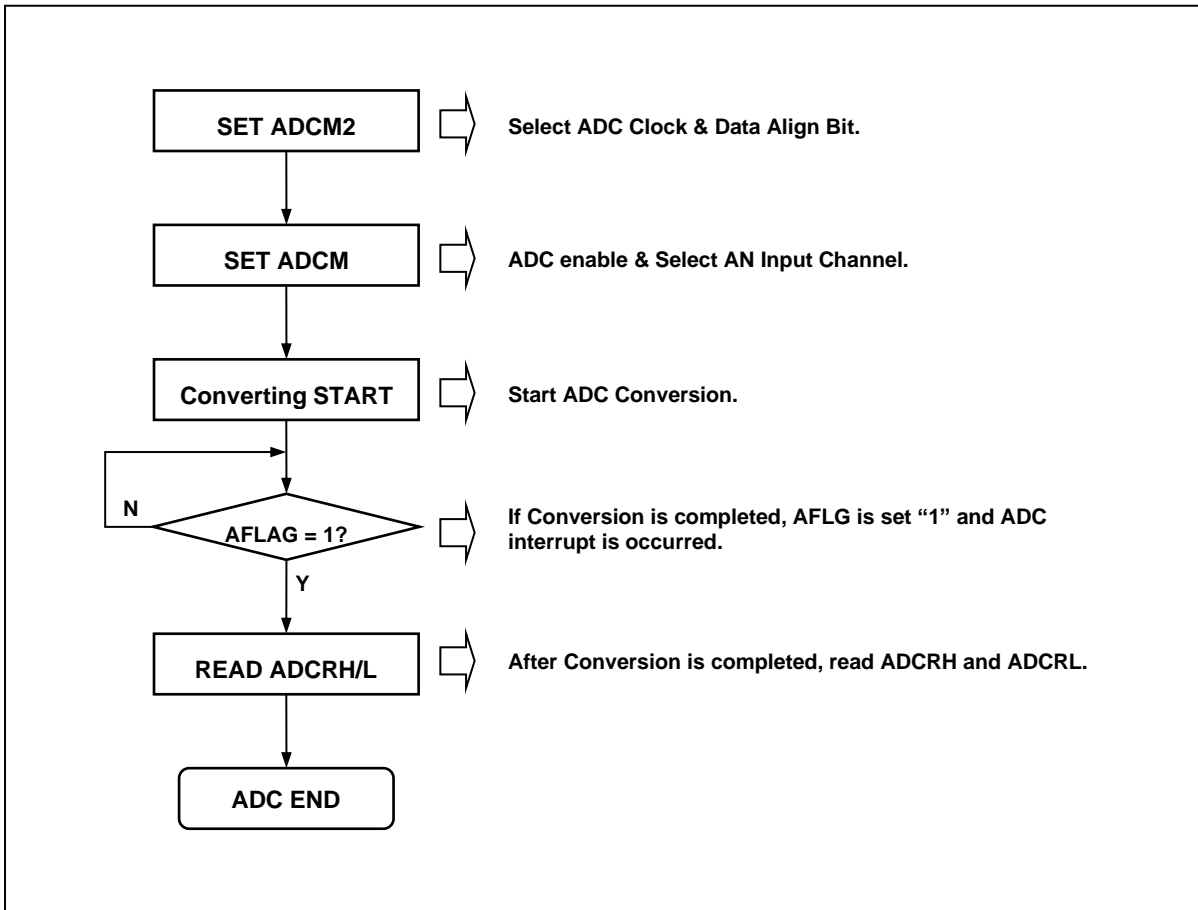 SET ADCM2
Select ADC Clock & Data Align Bit.
SET ADCM
ADC enable & Select AN Input Channel.
Converting START
Start ADC Conversion.
N
AFLAG = 1?
If Conversion is completed, AFLG is set “1” and ADC
interrupt is occurred.
Y
READ ADCRH/L
After Conversion is completed, read ADCRH and ADCRL.
ADC END